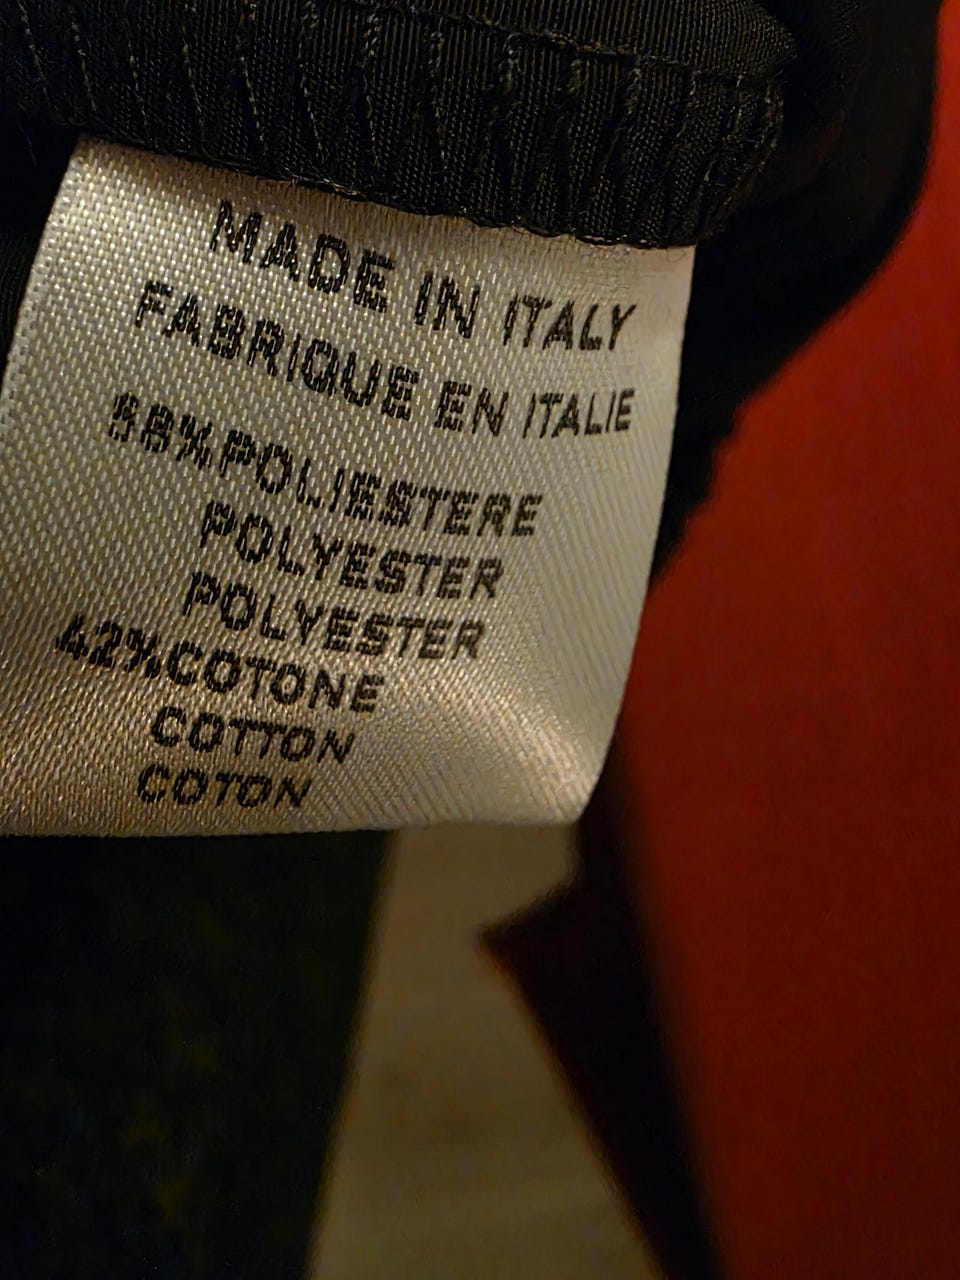 MADE IN ITALY
FABRIQUE EN ITALIE
58%POLIESTERE
POLYESTER
POLYESTER
42%COTONE
COTTON
COTON